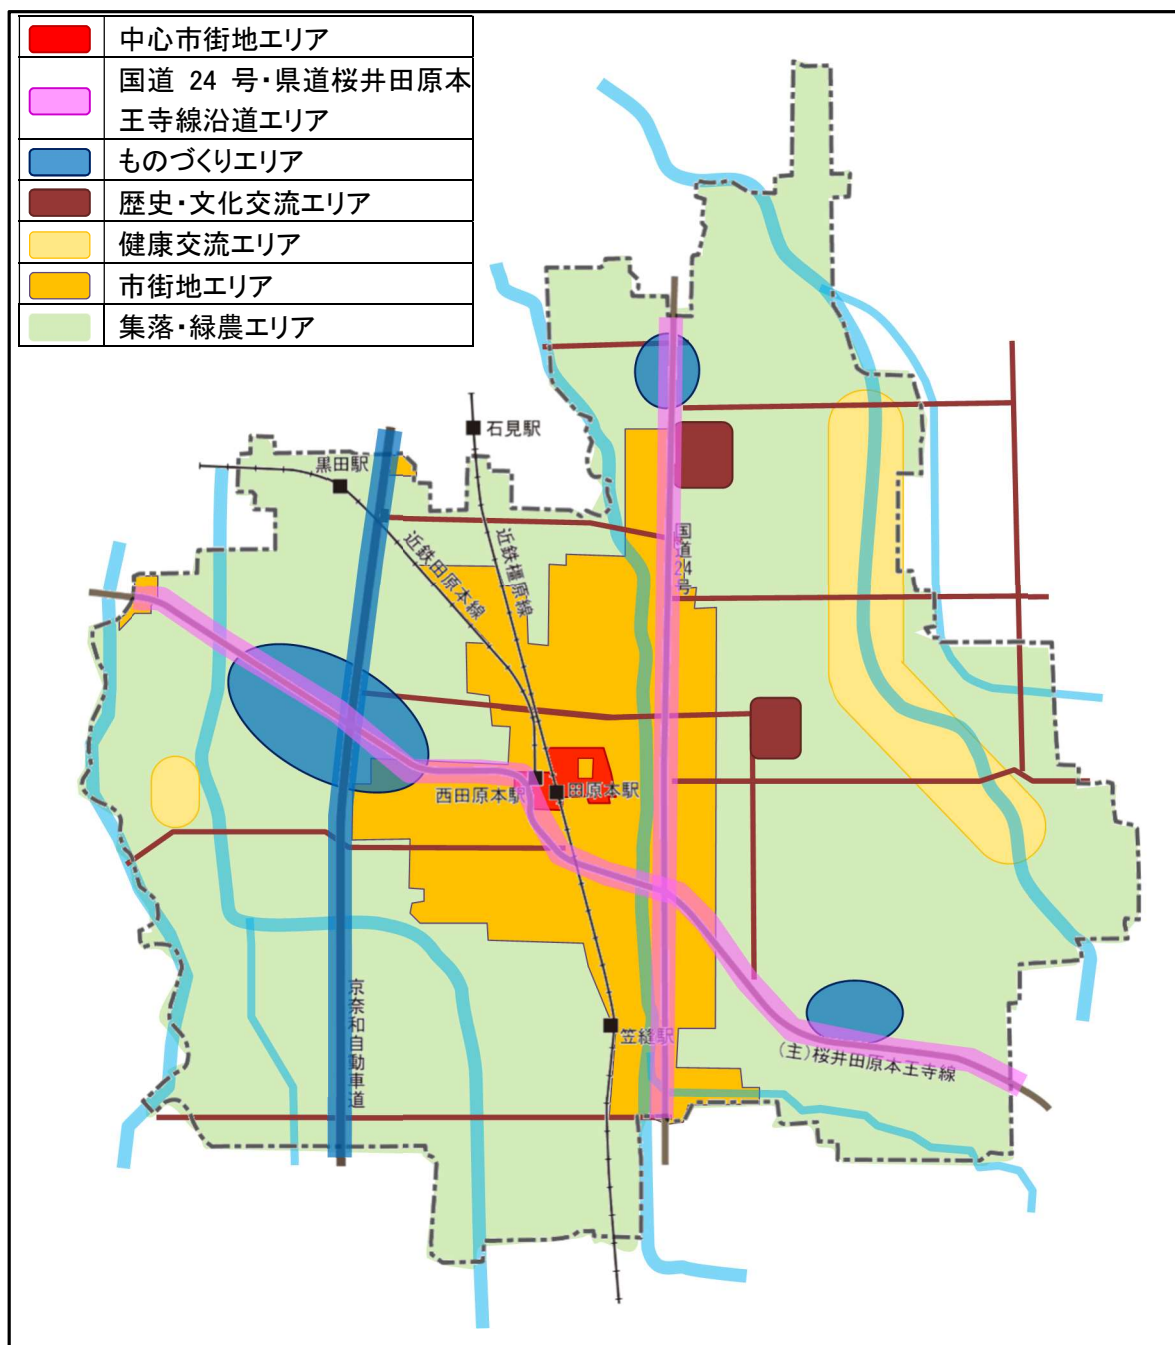 中心市街地エリア
国道 24 号・県道桜井田原本
王寺線沿道エリア
ものづくりエリア
歴史・文化交流エリア
健康交流エリア
市街地エリア
集落・緑農エリア
石見駅
黒田駅
近鉄田原本線
近鉄橿原線
国道24号
西田原本駅
田原本駅
京奈和自動車道
笠縫駅
(主)桜井田原本王寺線